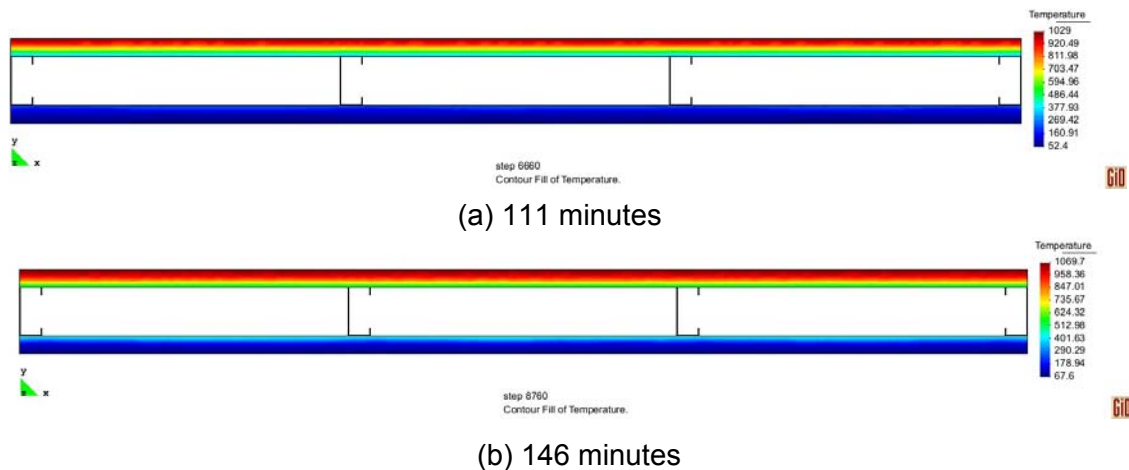 Temperature
1029
920.49
811.98
703.47
594.96
486.44
377.93
269.42
160.91
52.4
y
z x
step 6660
Contour Fill of Temperature.
GiD
(a) 111 minutes
Temperature
1069.7
958.36
847.01
735.67
624.32
512.98
401.63
290.29
178.94
67.6
y
z x
step 8760
Contour Fill of Temperature.
GiD
(b) 146 minutes